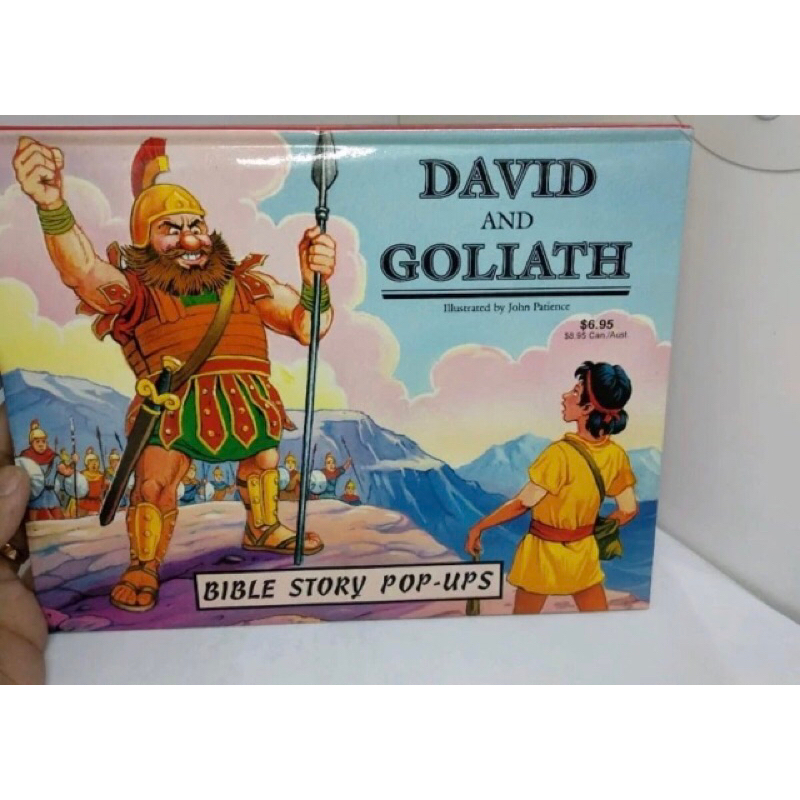 DAVID
AND
GOLIATH
Illustrated by John Patience
$6.95
$8.95 Can./Aust.
BIBLE STORY POP-UPS